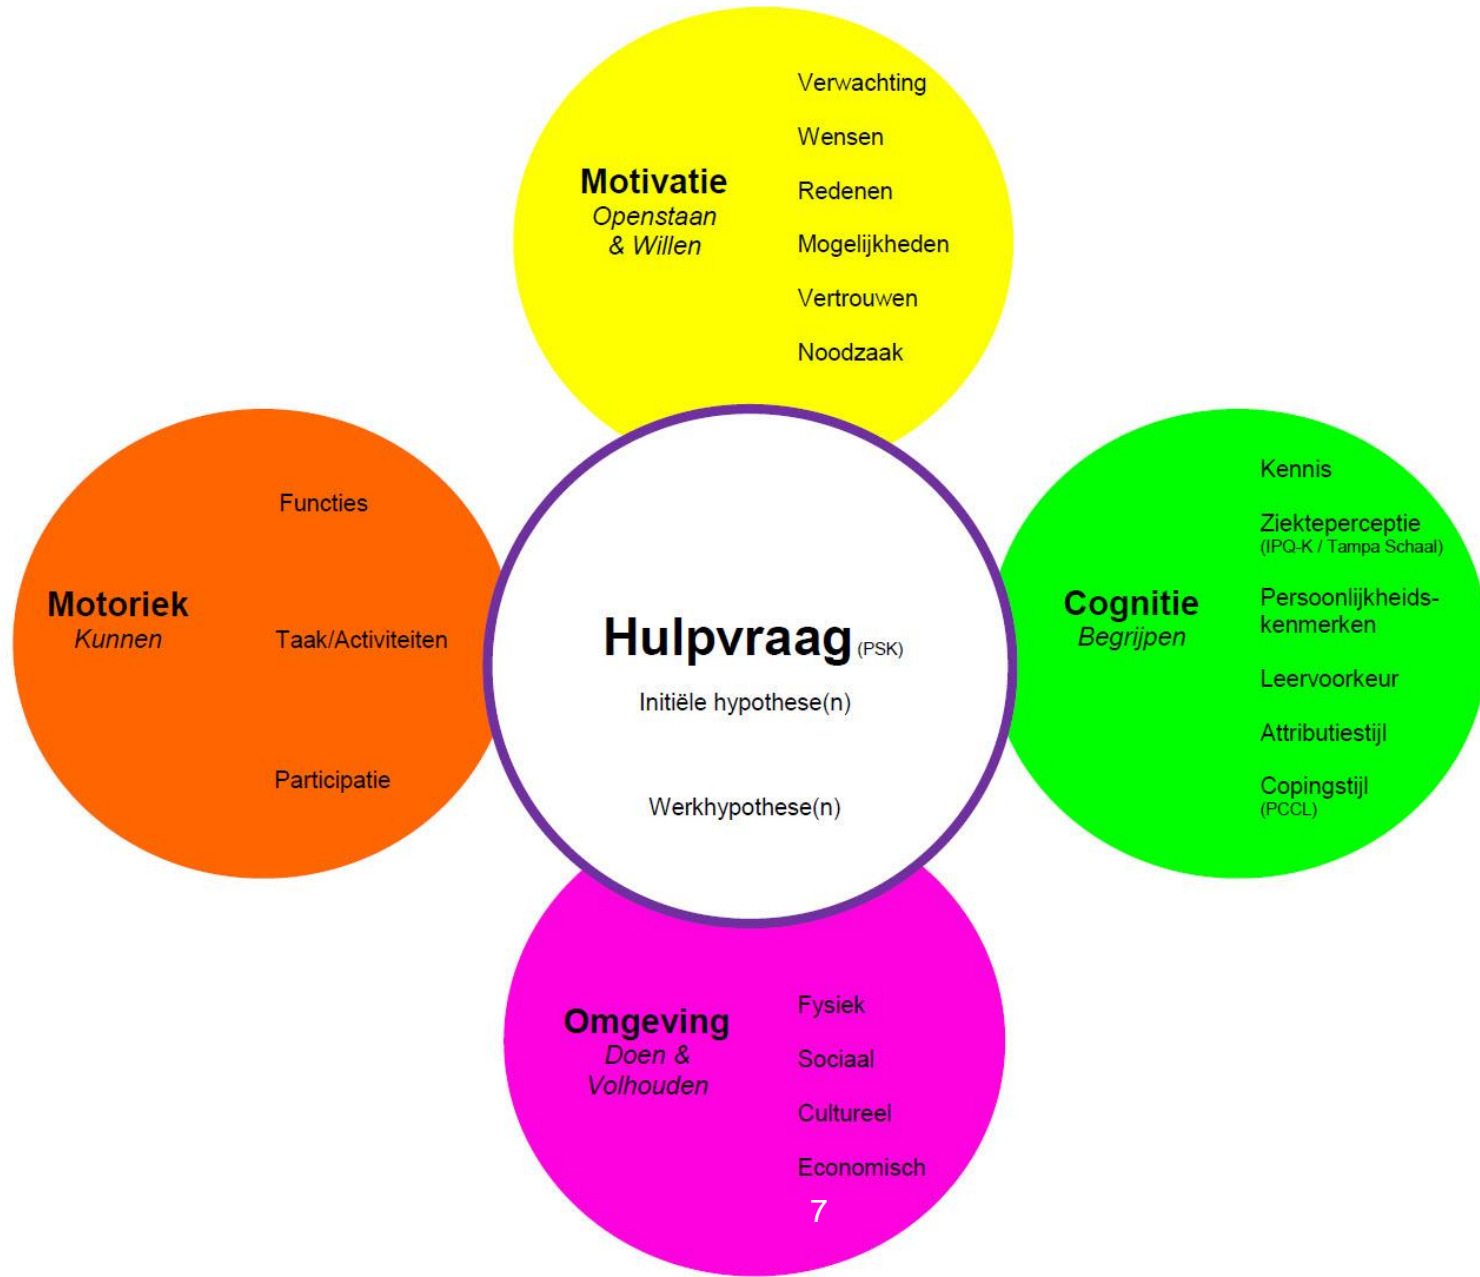 Verwachting
Wensen
Motivatie
Redenen
Openstaan
& Willen
Mogelijkheden
Vertrouwen
Noodzaak
Functies
Motoriek
Kunnen
Taak/Activiteiten
Participatie
Hulpvraag (PSK)
Initiële hypothese(n)
Werkhypothese(n)
Kennis
Ziekteperceptie
(IPQ-K / Tampa Schaal)
Cognitie
Begrijpen
Persoonlijkheids-
kenmerken
Leervoorkeur
Attributiestijl
Copingstijl
(PCCL)
Omgeving
Doen &
Volhouden
Fysiek
Sociaal
Cultureel
Economisch
7